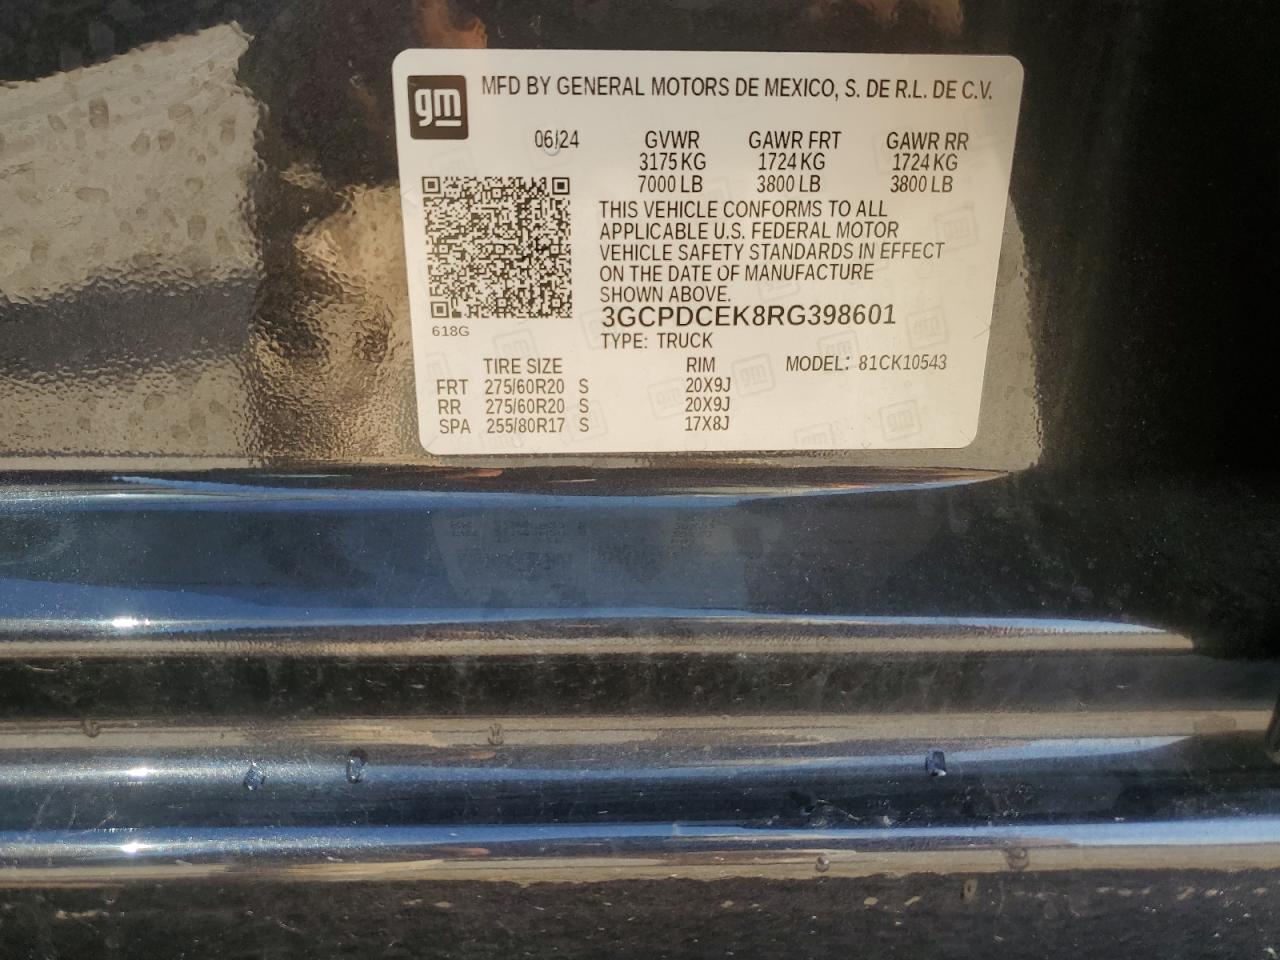 gm
MFD BY GENERAL MOTORS DE MEXICO, S. DE R.L. DE C.V.
06/24 GVWR GAWR FRT GAWR RR
3175 KG 1724 KG 1724 KG
7000 LB 3800 LB 3800 LB
THIS VEHICLE CONFORMS TO ALL
APPLICABLE U.S. FEDERAL MOTOR
VEHICLE SAFETY STANDARDS IN EFFECT
ON THE DATE OF MANUFACTURE
SHOWN ABOVE.
3GCPDCEK8RG398601
618G
TYPE: TRUCK
TIRE SIZE RIM MODEL: 81CK10543
FRT 275/60R20 S 20X9J
RR 275/60R20 S 20X9J
SPA 255/80R17 S 17X8J